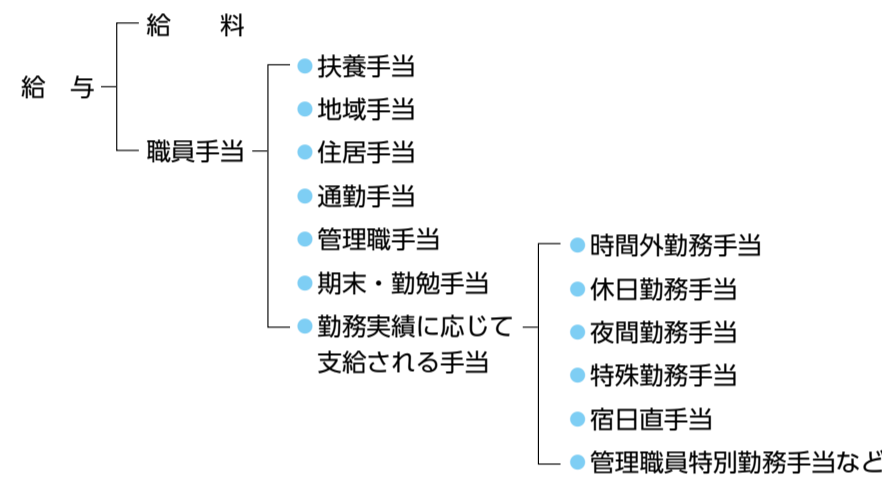 給与
給料
職員手当
扶養手当
地域手当
住居手当
通勤手当
管理職手当
期末・勤勉手当
勤務実績に応じて
支給される手当
時間外勤務手当
休日勤務手当
夜間勤務手当
特殊勤務手当
宿日直手当
管理職員特別勤務手当など